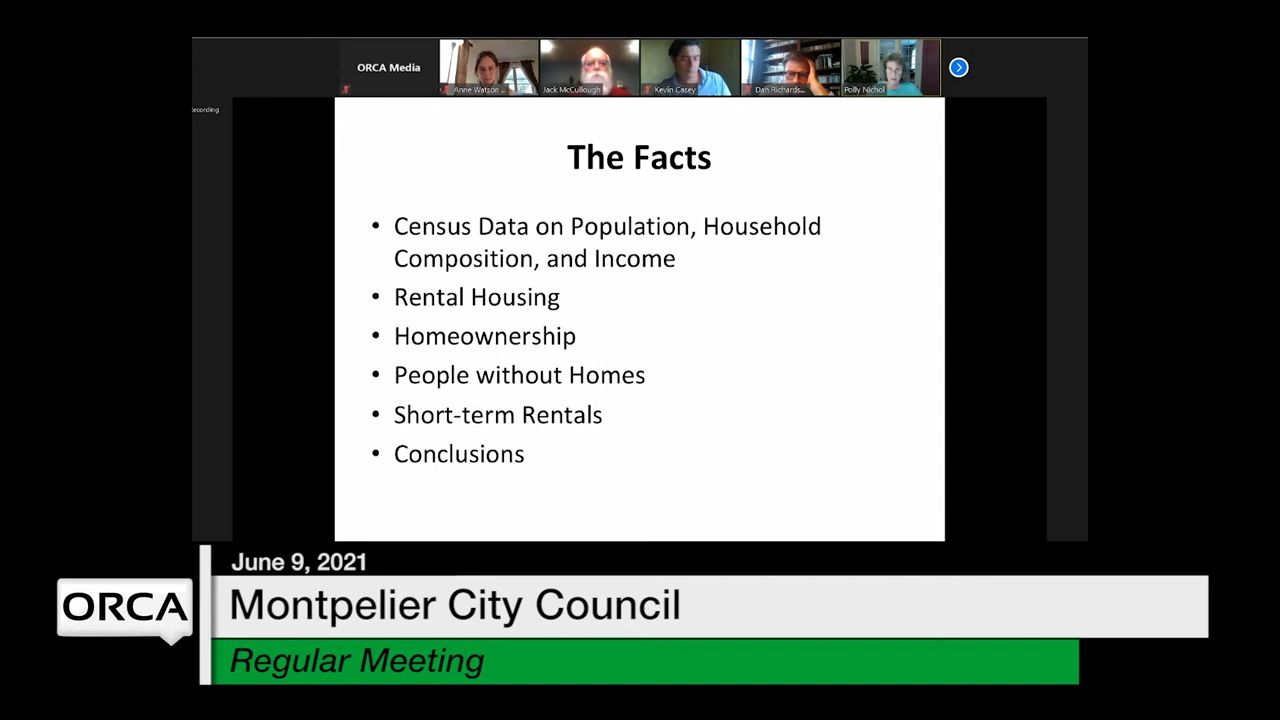 ORCA Media
Anne Watson ...
Jack McCullough
Kevin Casey
Dan Richards...
Polly Nichol
ecording
The Facts
• Census Data on Population, Household
Composition, and Income
• Rental Housing
• Homeownership
• People without Homes
• Short-term Rentals
• Conclusions
June 9, 2021
ORCA
Montpelier City Council
Regular Meeting